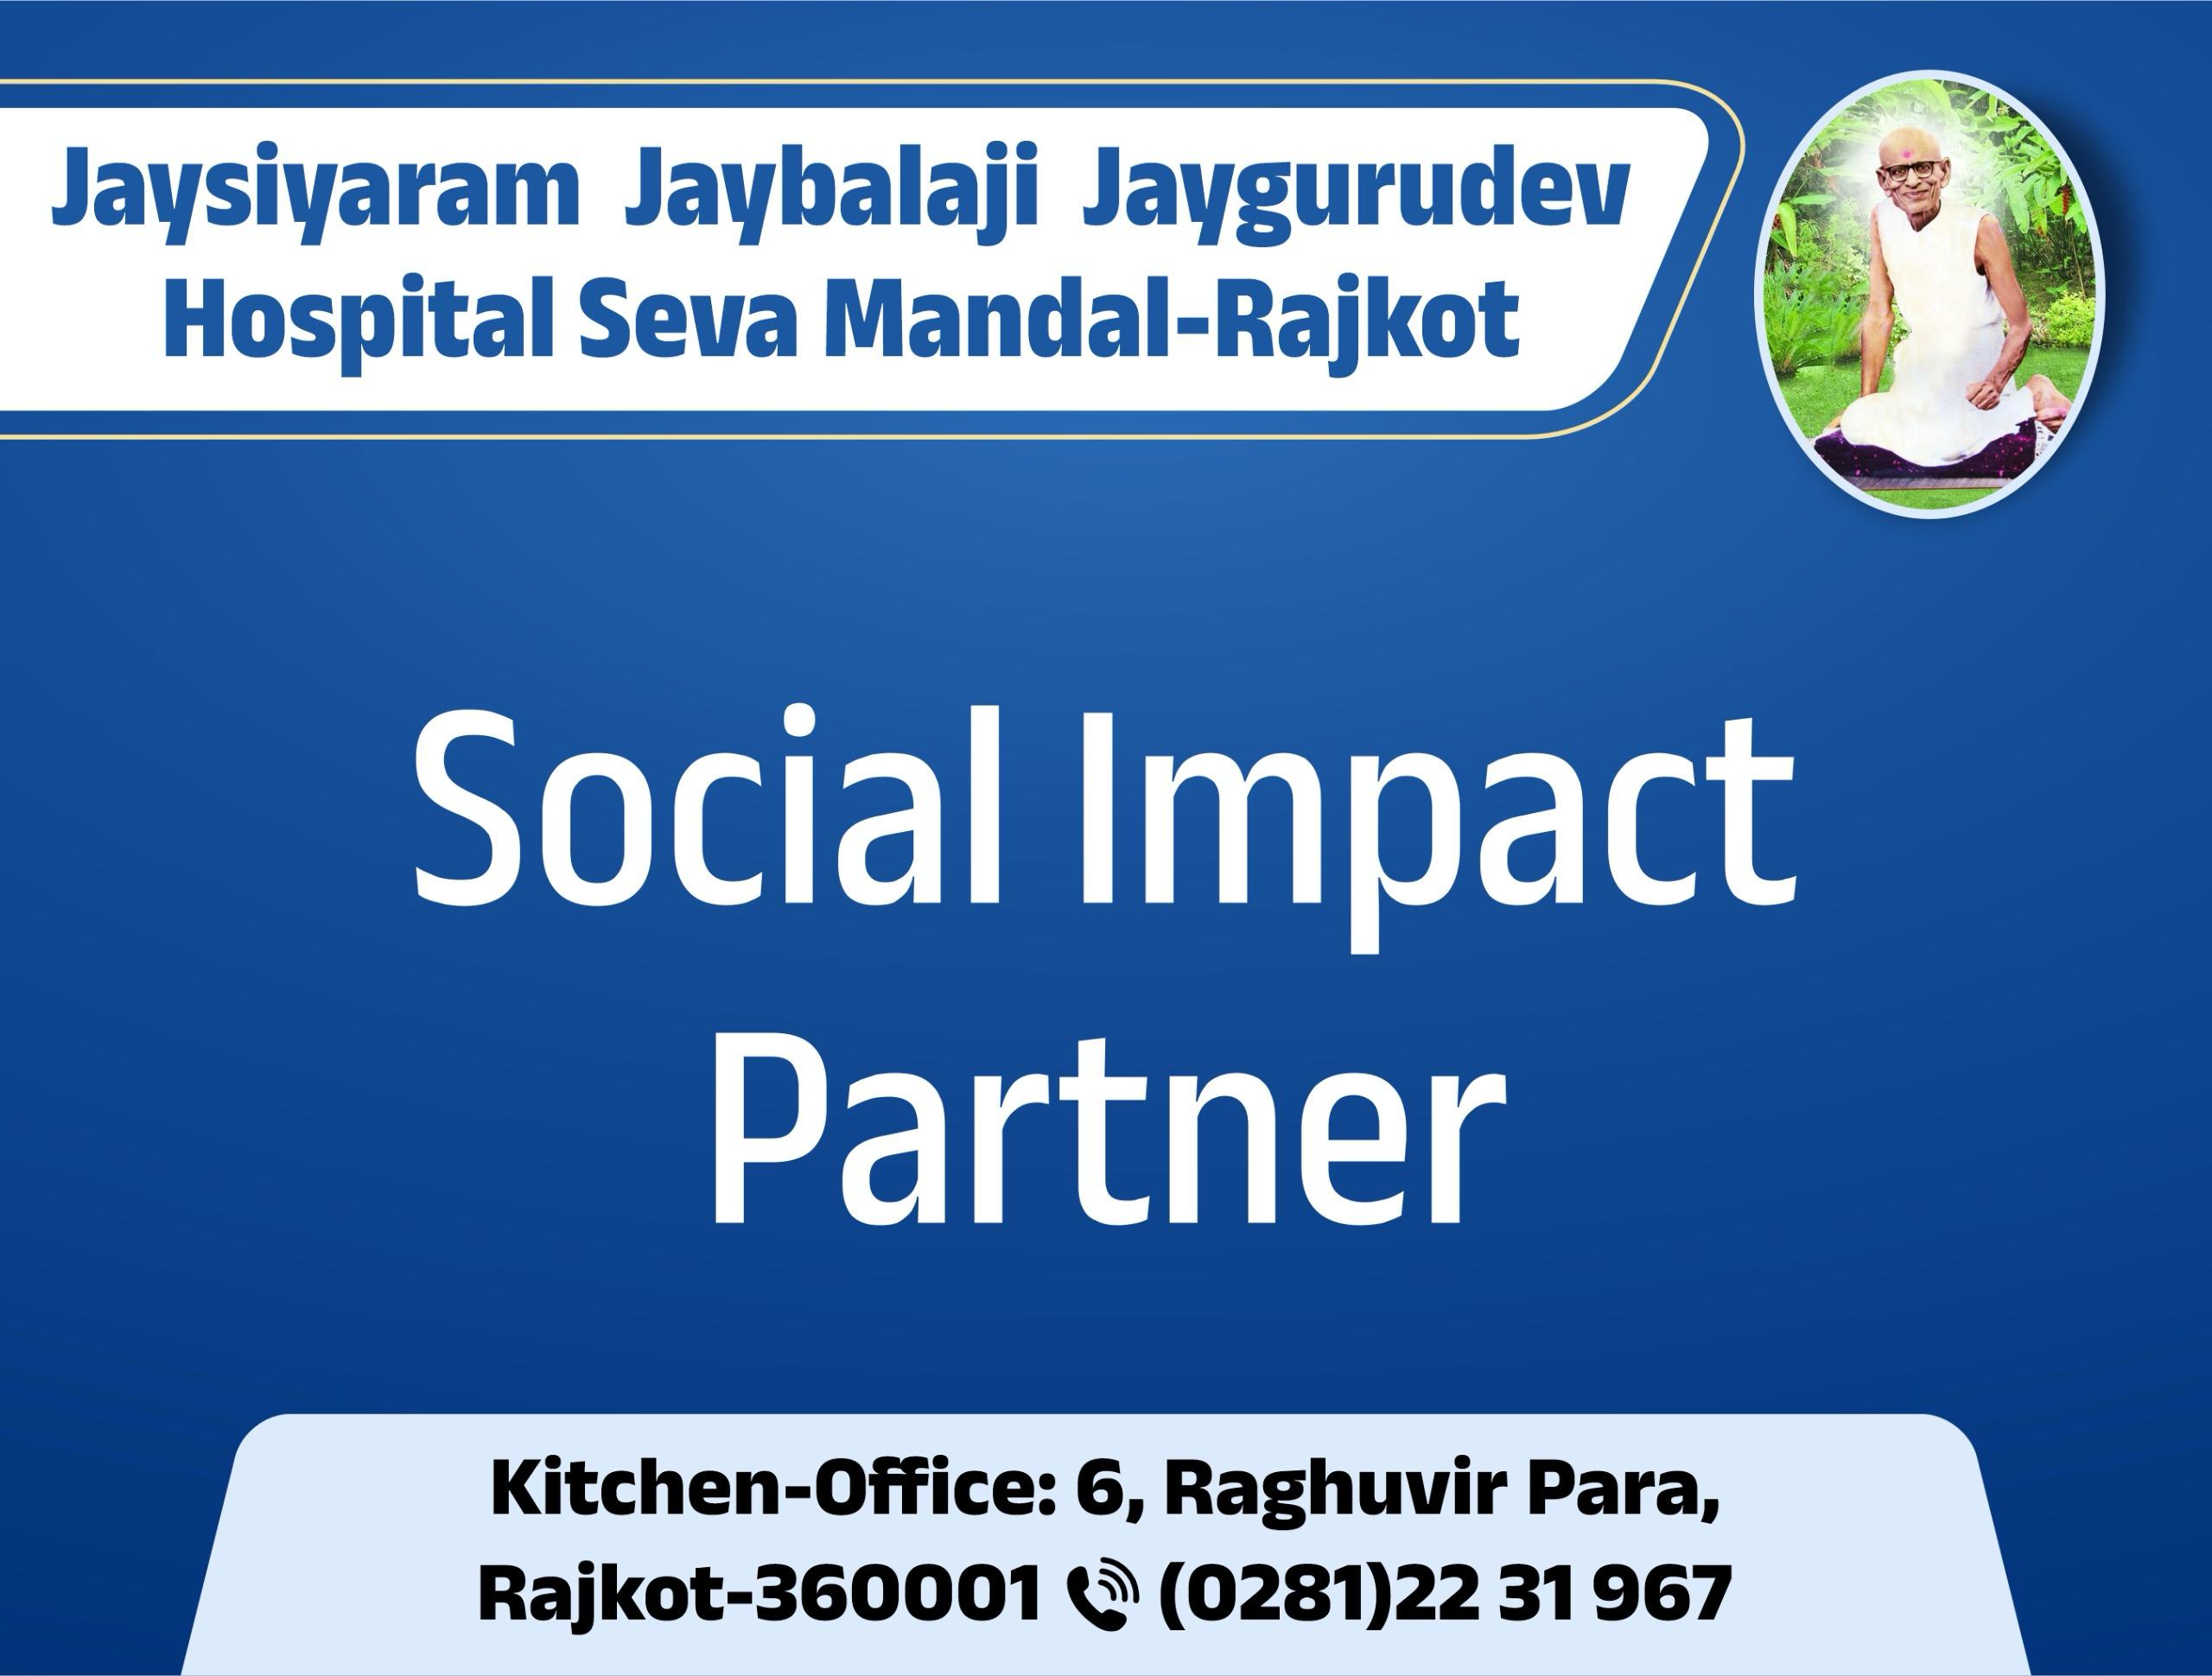 Jaysiyaram Jaybalaji Jaygurudev
Hospital Seva Mandal-Rajkot
Social Impact
Partner
Kitchen-Office: 6, Raghuvir Para,
Rajkot-360001 (0281)22 31 967